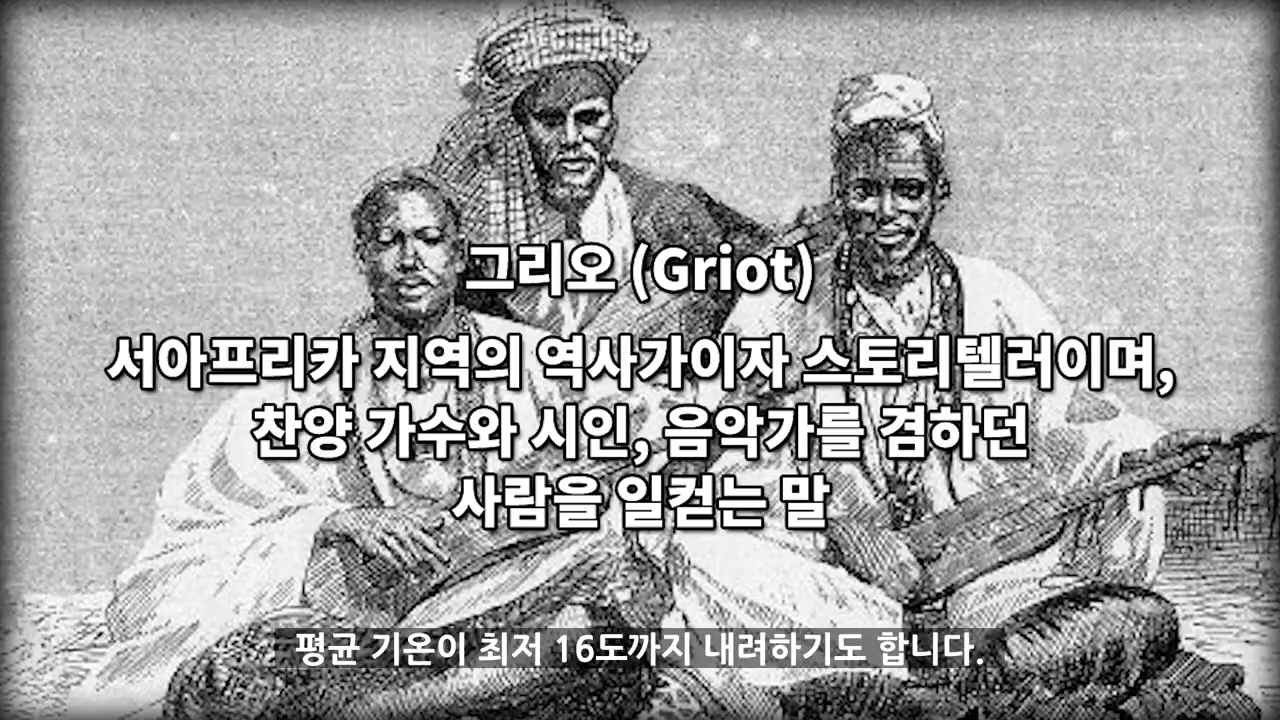 그리오 (Griot)
서아프리카 지역의 역사가이자 스토리텔러이며,
찬양 가수와 시인, 음악가를 겸하던
사람을 일컫는 말
평균 기온이 최저 16도까지 내려하기도 합니다.